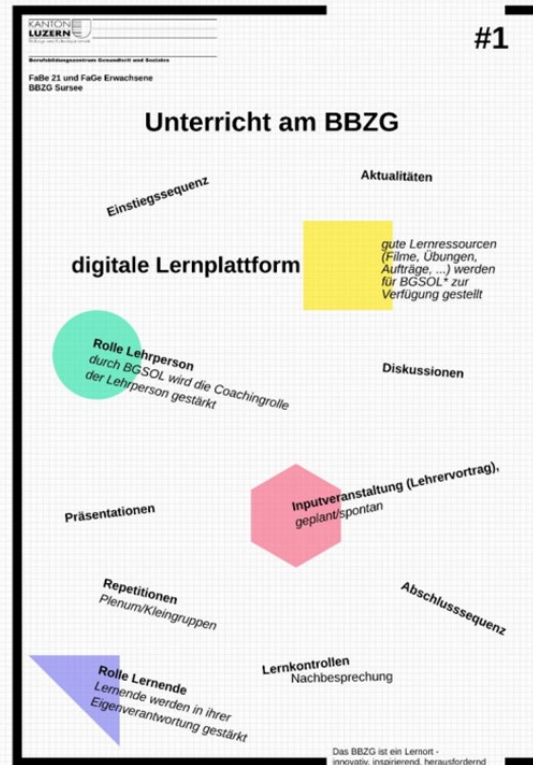 KANTON
LUZERN
Berufsbildungszentrum Gesundheit und Soziales
FaBe 21 und FaGe Erwachsene
BBZG Sursee
#1
Unterricht am BBZG
Einstiegssequenz
Aktualitäten
digitale Lernplattform
gute Lernressourcen
(Filme, Übungen,
Aufträge, ...) werden
für BGSOL* zur
Verfügung gestellt
Rolle Lehrperson
durch BGSOL wird die Coachingrolle
der Lehrperson gestärkt
Diskussionen
Inputveranstaltung (Lehrervortrag),
geplant/spontan
Präsentationen
Repetitionen
Plenum/Kleingruppen
Abschlusssequenz
Lernkontrollen
Nachbesprechung
Rolle Lernende
Lernende werden in ihrer
Eigenverantwortung gestärkt
Das BBZG ist ein Lernort -
innovativ, inspirierend, herausfordernd